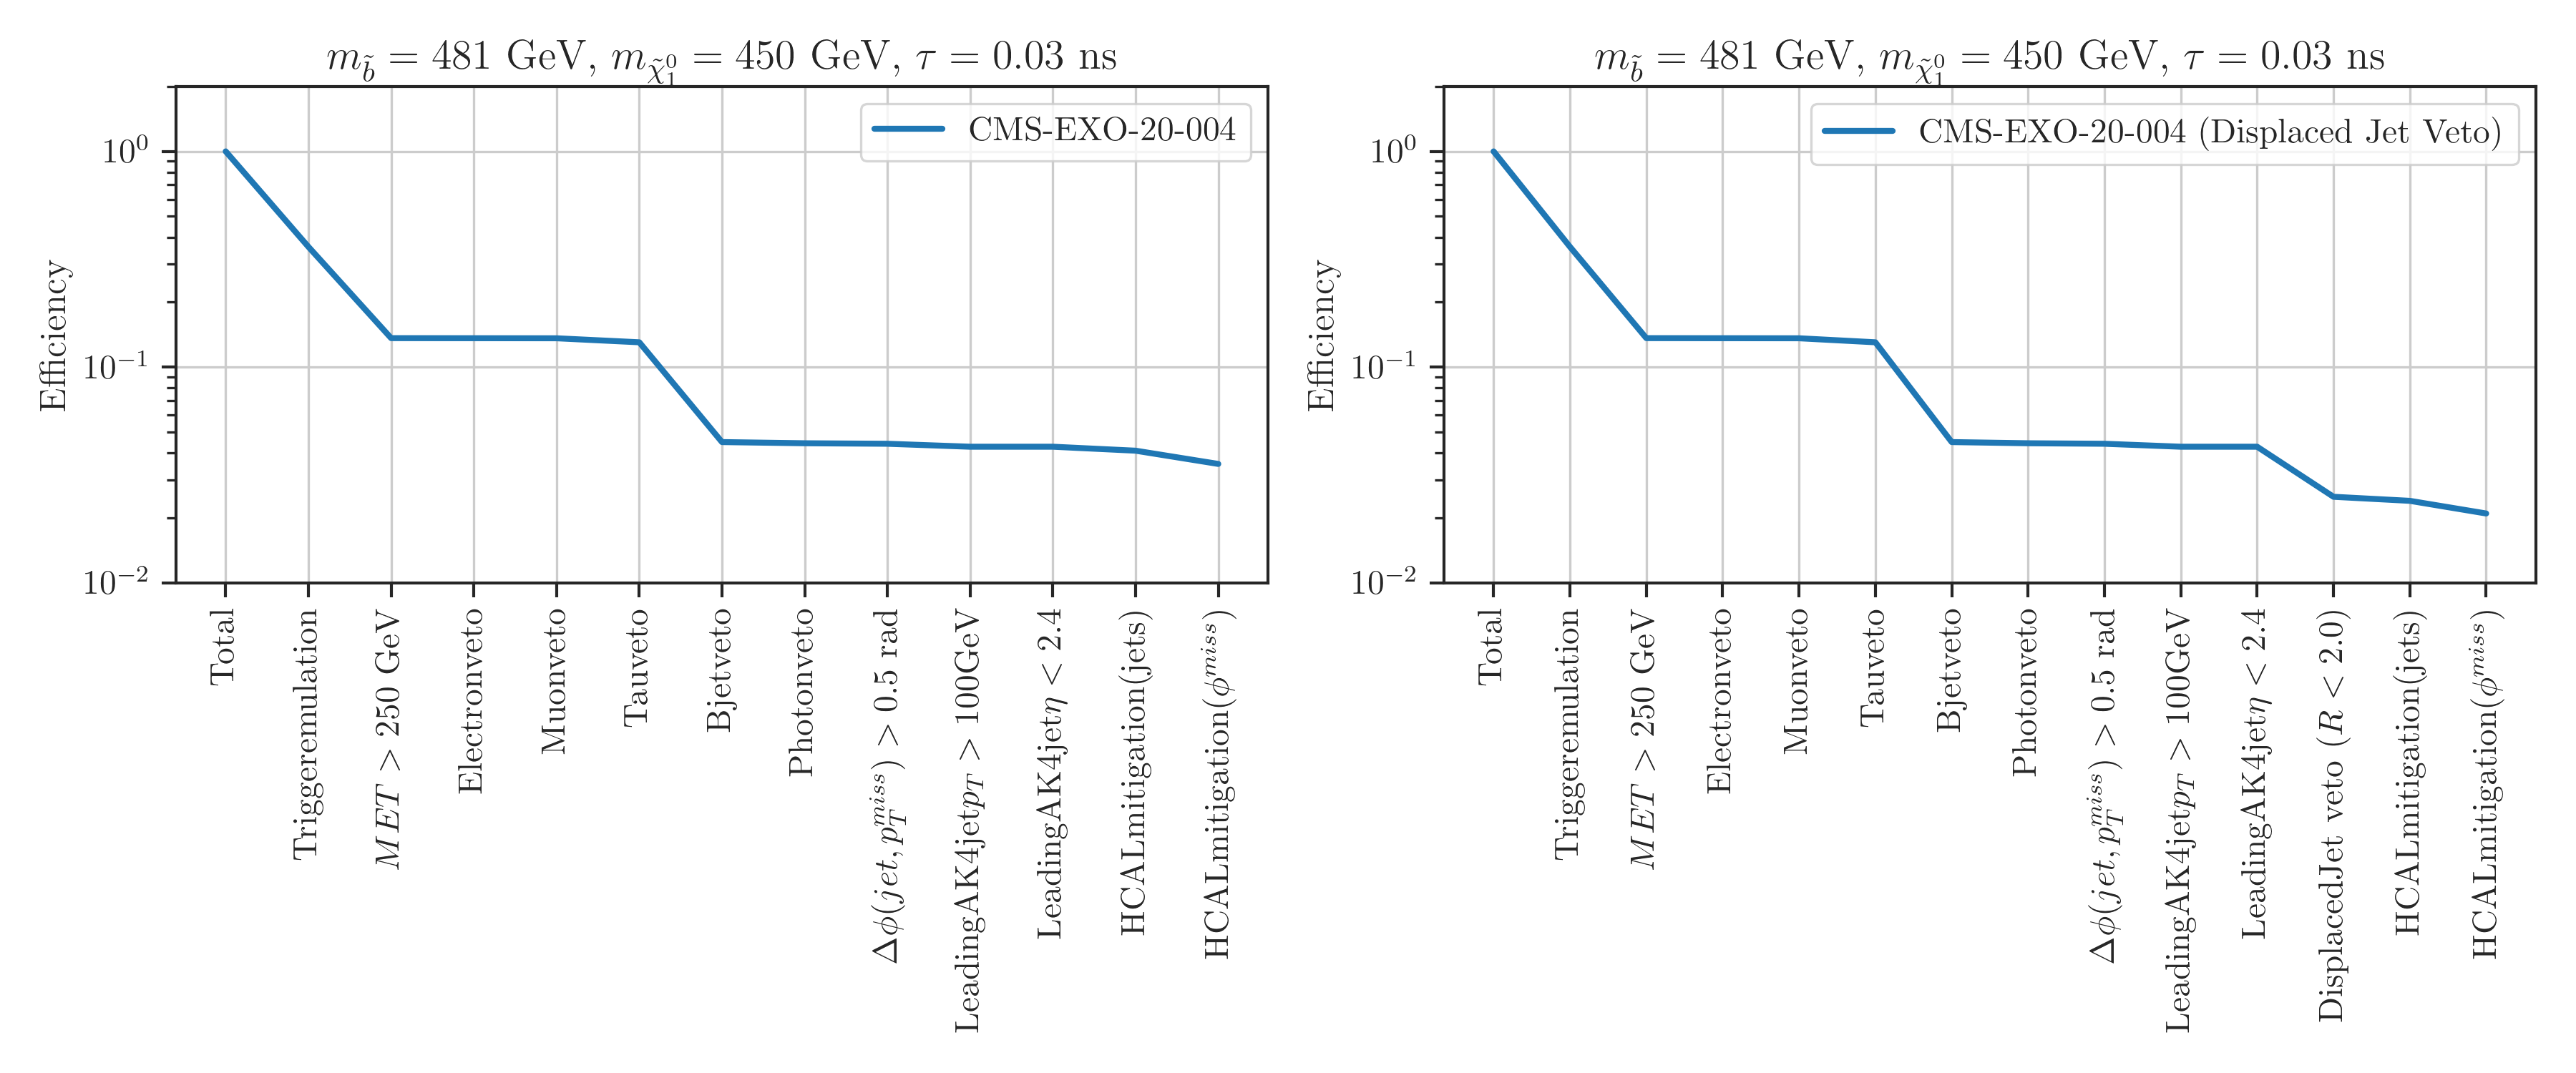 m_b̃ = 481 GeV, m_χ̃₁⁰ = 450 GeV, τ = 0.03 ns
CMS-EXO-20-004
Efficiency
10⁰
10⁻¹
10⁻²
Total
Triggeremulation
MET > 250 GeV
Electronveto
Muonveto
Tauveto
Bjetveto
Photonveto
Δϕ(jet, p_T^miss) > 0.5 rad
LeadingAK4jetp_T > 100GeV
LeadingAK4jetη < 2.4
HCALmitigation(jets)
HCALmitigation(ϕ^miss)
m_b̃ = 481 GeV, m_χ̃₁⁰ = 450 GeV, τ = 0.03 ns
CMS-EXO-20-004 (Displaced Jet Veto)
Efficiency
10⁰
10⁻¹
10⁻²
Total
Triggeremulation
MET > 250 GeV
Electronveto
Muonveto
Tauveto
Bjetveto
Photonveto
Δϕ(jet, p_T^miss) > 0.5 rad
LeadingAK4jetp_T > 100GeV
LeadingAK4jetη < 2.4
DisplacedJet veto (R < 2.0)
HCALmitigation(jets)
HCALmitigation(ϕ^miss)